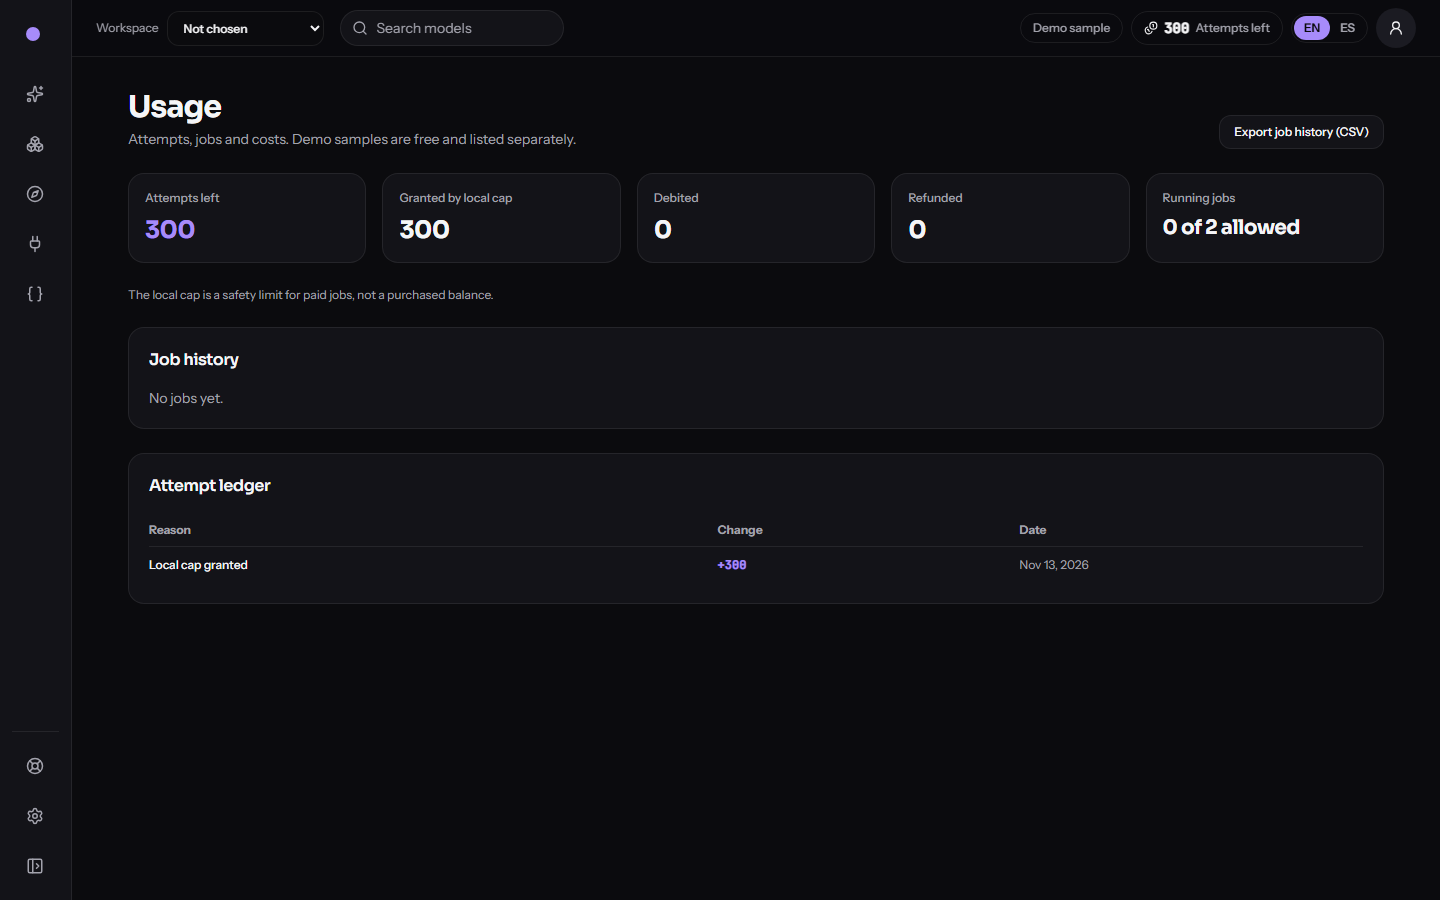 Workspace
Not chosen
Search models
Demo sample
300 Attempts left
EN
ES
Usage
Attempts, jobs and costs. Demo samples are free and listed separately.
Export job history (CSV)
Attempts left
300
Granted by local cap
300
Debited
0
Refunded
0
Running jobs
0 of 2 allowed
The local cap is a safety limit for paid jobs, not a purchased balance.
Job history
No jobs yet.
Attempt ledger
Reason Change Date
Local cap granted +300 Nov 13, 2026